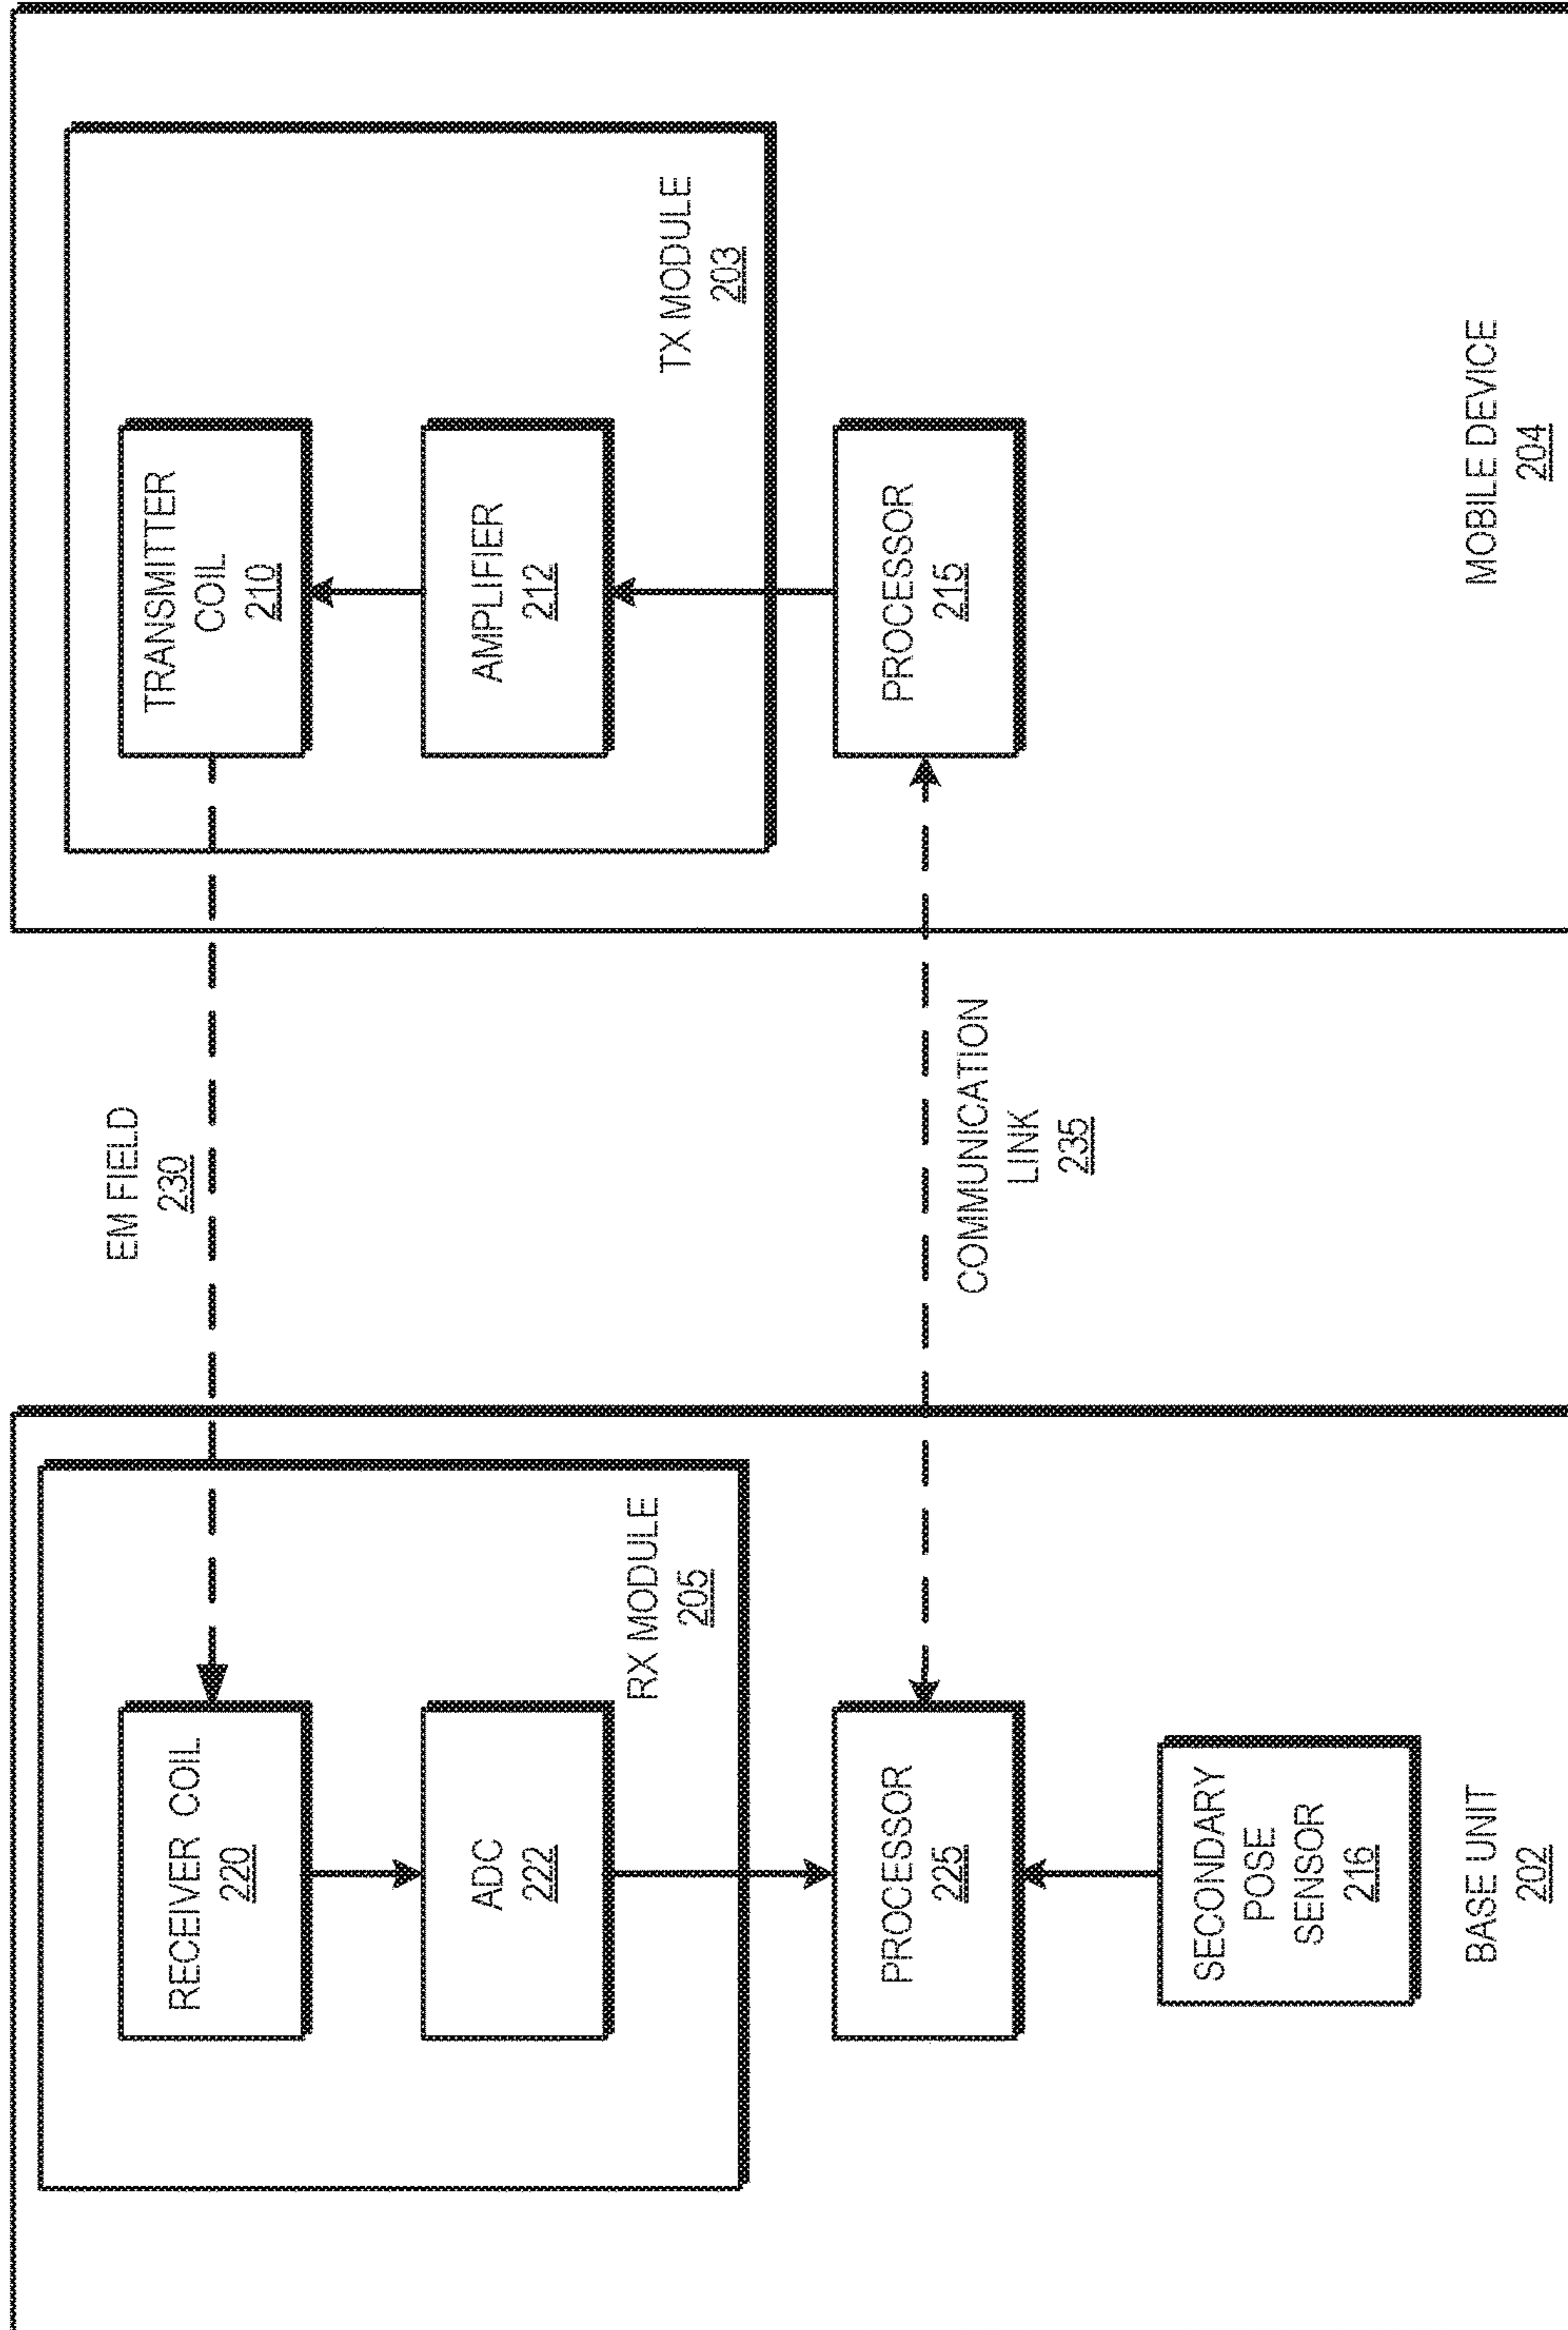 RECEIVER COIL
220
ADC
222
RX MODULE
205
PROCESSOR
225
SECONDARY
POSE
SENSOR
216
BASE UNIT
202
EM FIELD
230
COMMUNICATION
LINK
235
TRANSMITTER
COIL
210
AMPLIFIER
212
TX MODULE
203
PROCESSOR
215
MOBILE DEVICE
204